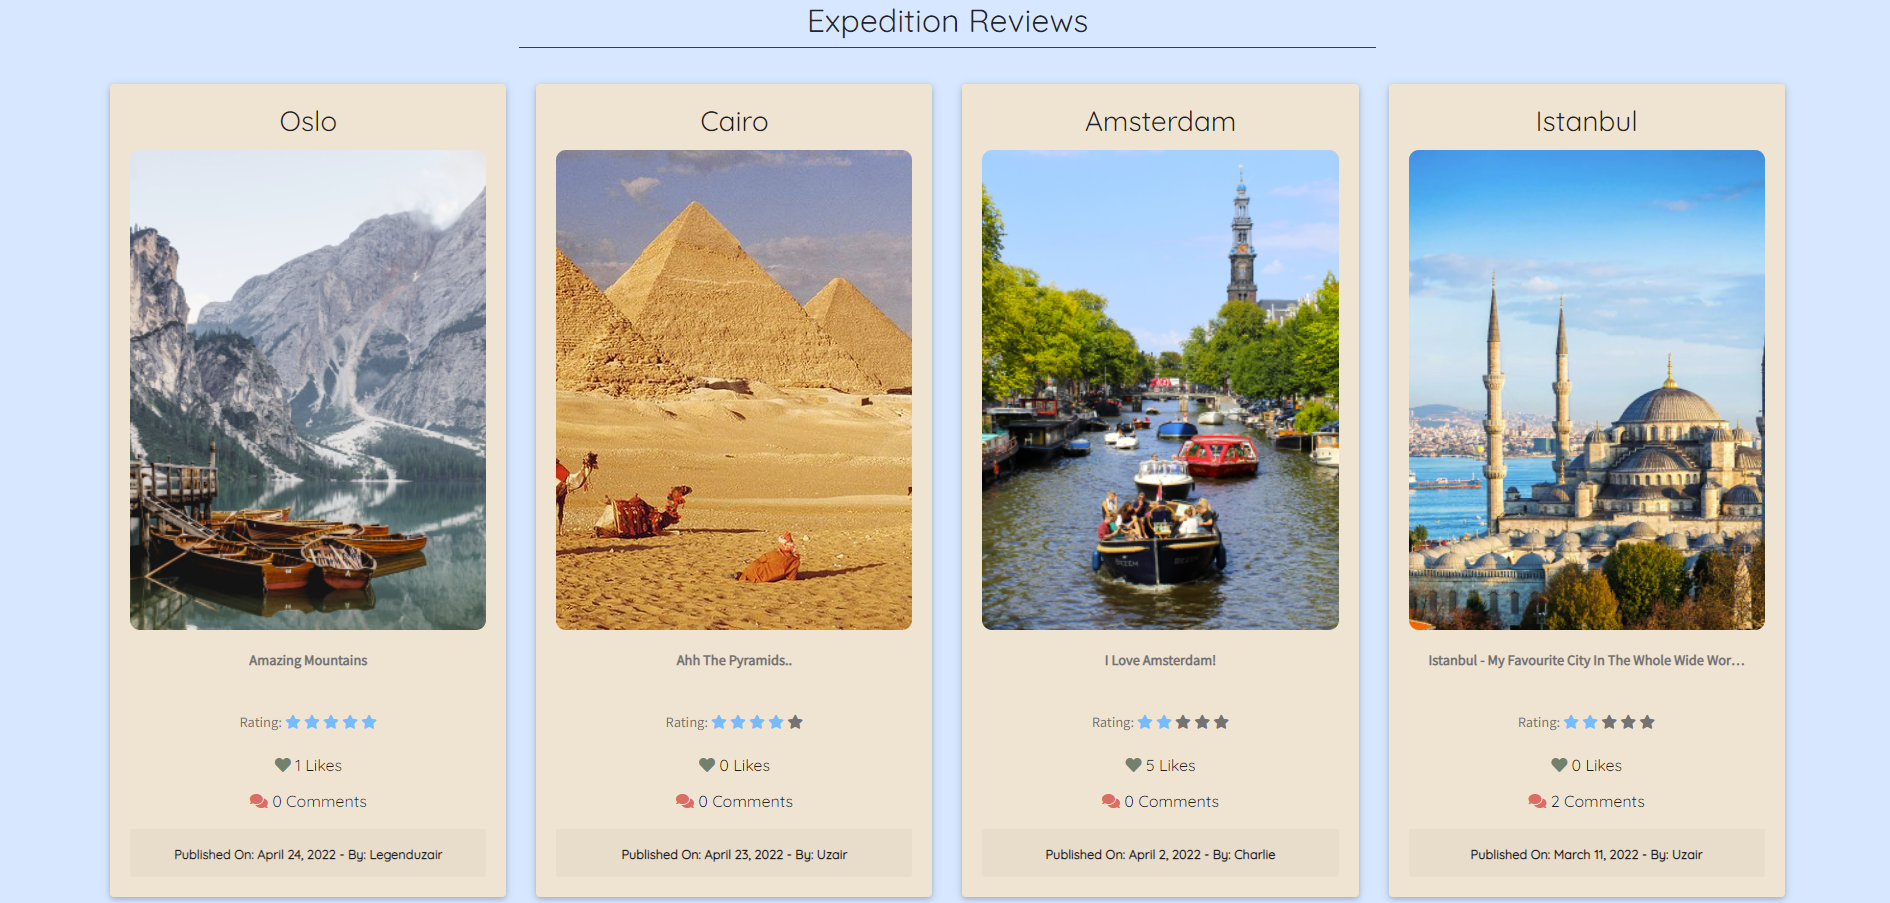 Expedition Reviews
Oslo
Amazing Mountains
Rating:
1 Likes
0 Comments
Published On: April 24, 2022 - By: Legenduzair
Cairo
Ahh The Pyramids..
Rating:
0 Likes
0 Comments
Published On: April 23, 2022 - By: Uzair
Amsterdam
I Love Amsterdam!
Rating:
5 Likes
0 Comments
Published On: April 2, 2022 - By: Charlie
Istanbul
Istanbul - My Favourite City In The Whole Wide Wor...
Rating:
0 Likes
2 Comments
Published On: March 11, 2022 - By: Uzair